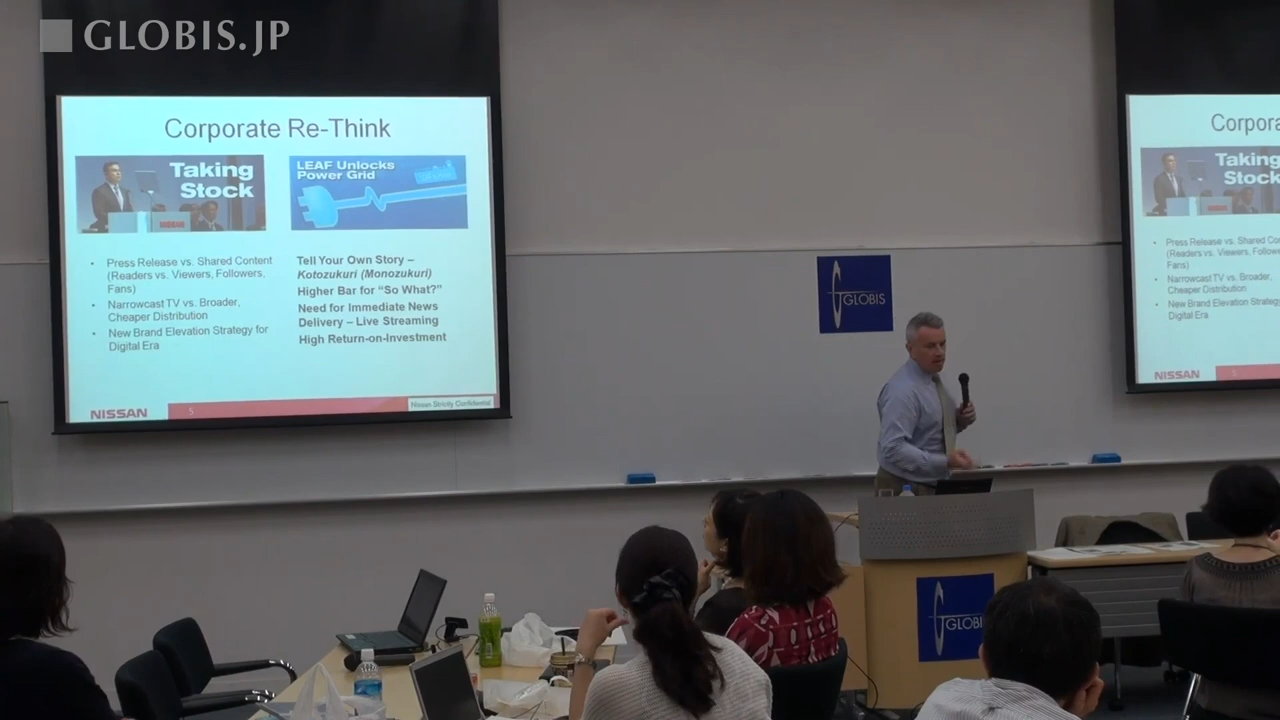 GLOBIS.JP
Corporate Re-Think
Taking
Stock
LEAF Unlocks
Power Grid
NISSAN
• Press Release vs. Shared Content
(Readers vs. Viewers, Followers,
Fans)
• Narrowcast TV vs. Broader,
Cheaper Distribution
• New Brand Elevation Strategy for
Digital Era
Tell Your Own Story –
Kotozukuri (Monozukuri)
Higher Bar for “So What?”
Need for Immediate News
Delivery – Live Streaming
High Return-on-Investment
NISSAN
5
Nissan Strictly Confidential
GLOBIS
GLOBIS
Corpora
Taking
Stock
• Press Release vs. Shared Co
(Readers vs. Viewers, Followe
Fans)
• Narrowcast TV vs. Broader,
Cheaper Distribution
• New Brand Elevation Strategy
Digital Era
NISSAN
5